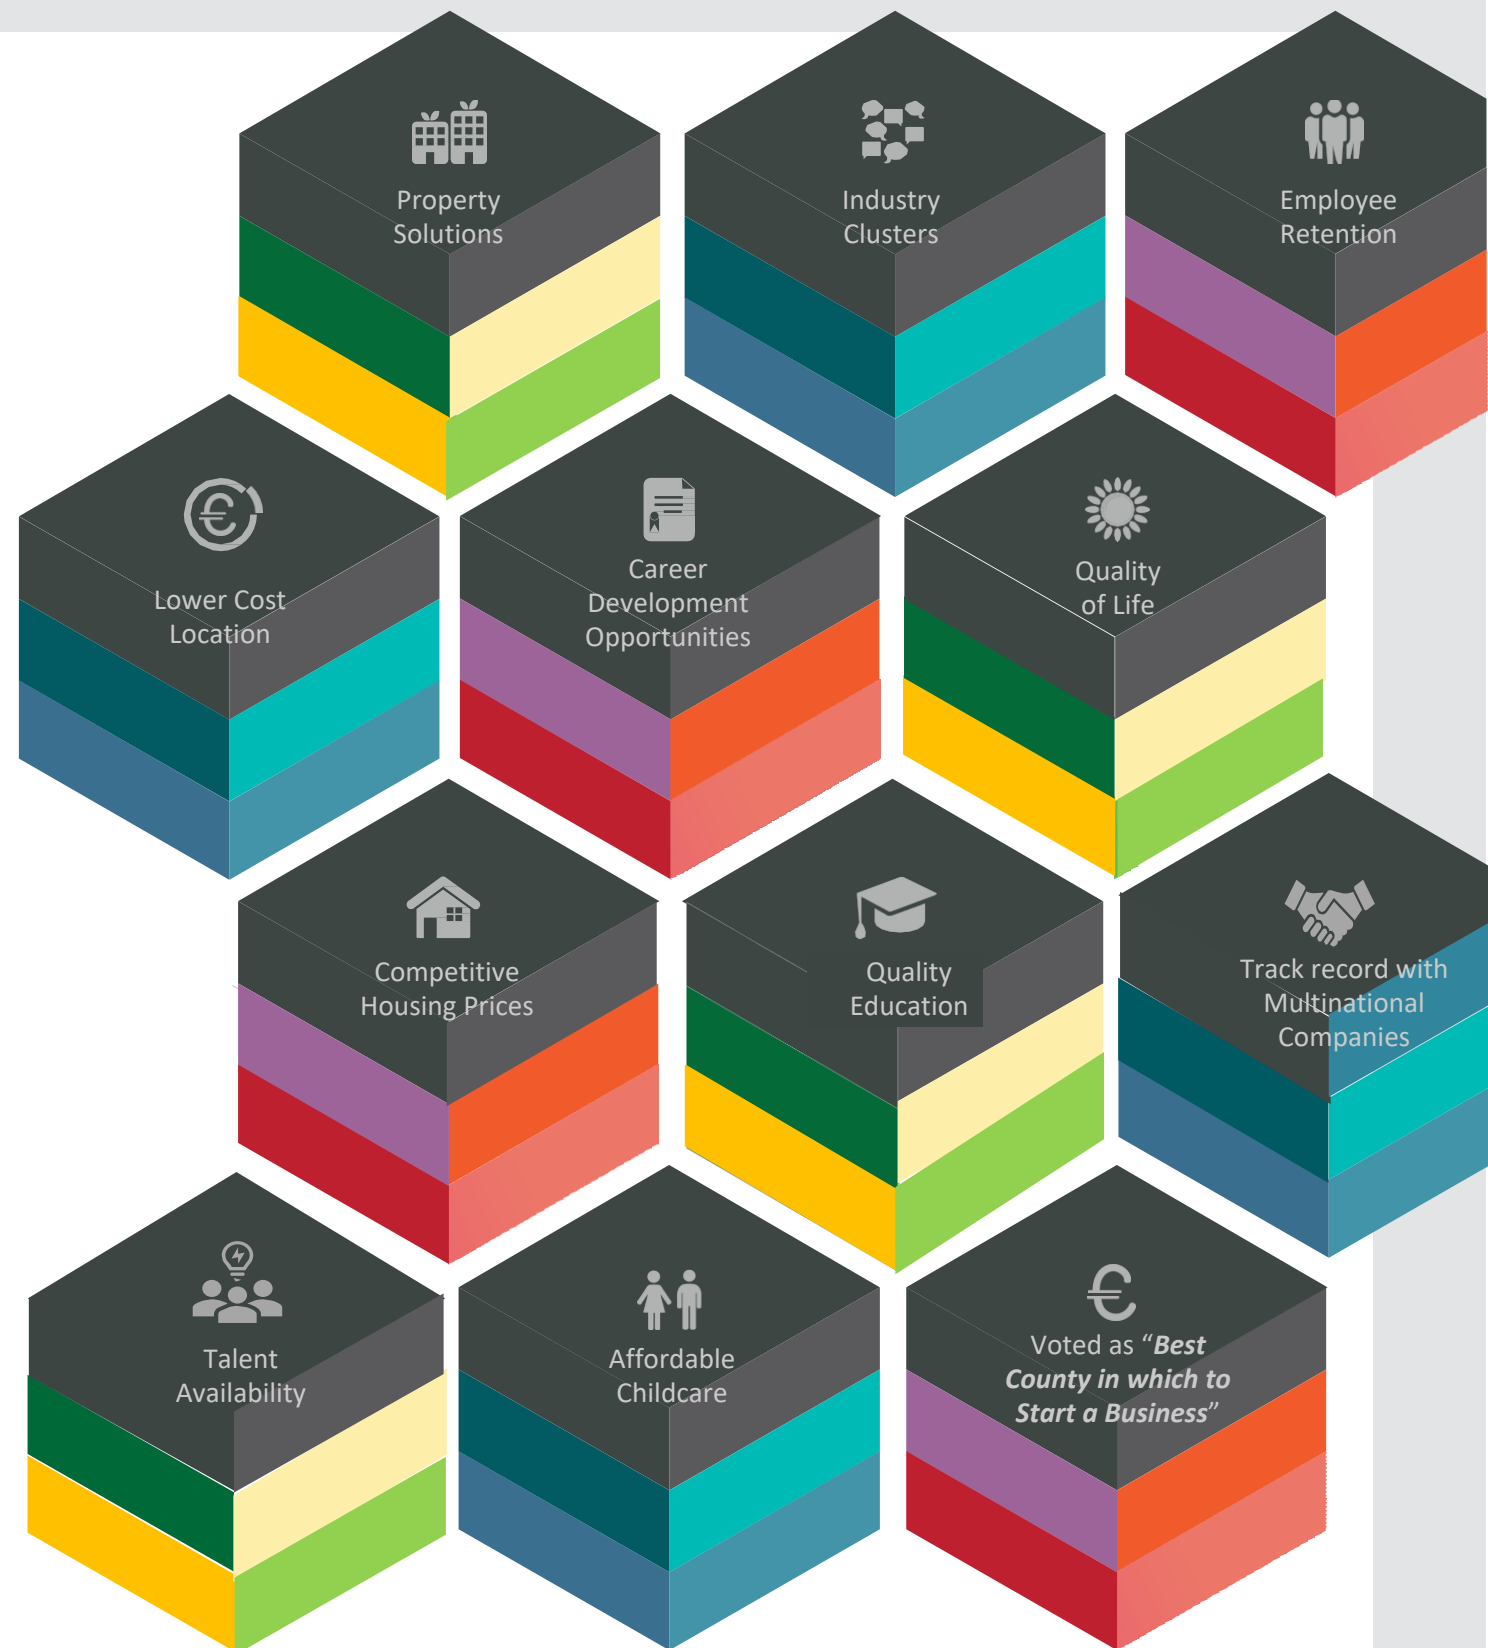 Property
Solutions
Industry
Clusters
Employee
Retention
Lower Cost
Location
Career
Development
Opportunities
Quality
of Life
Competitive
Housing Prices
Quality
Education
Track record with
Multinational
Companies
Talent
Availability
Affordable
Childcare
Voted as “Best
County in which to
Start a Business”